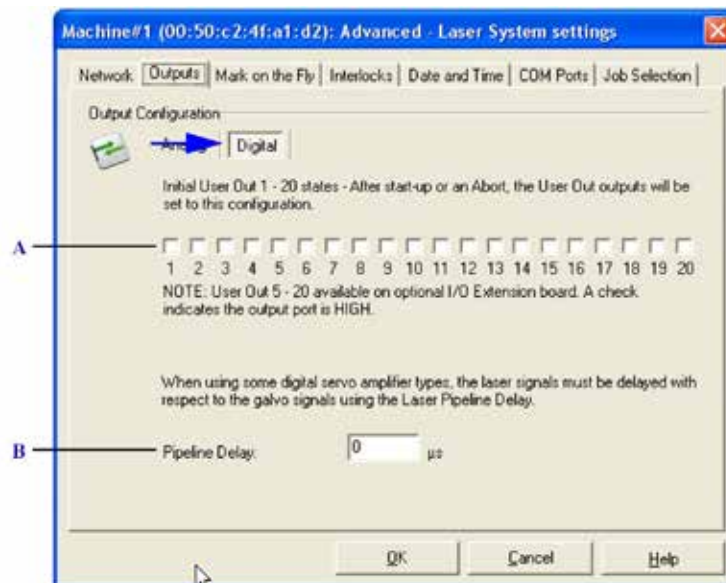 Machine#1 (00:50:c2:4f:a1:d2): Advanced - Laser System settings
Network Outputs Mark on the Fly Interlocks Date and Time COM Ports Job Selection
Output Configuration
Digital
Initial User Out 1 - 20 states - After start-up or an Abort, the User Out outputs will be
set to this configuration.
A
1 2 3 4 5 6 7 8 9 10 11 12 13 14 15 16 17 18 19 20
NOTE: User Out 5 - 20 available on optional I/O Extension board. A check
indicates the output port is HIGH.
When using some digital servo amplifier types, the laser signals must be delayed with
respect to the galvo signals using the Laser Pipeline Delay.
B
Pipeline Delay: 0 µs
OK Cancel Help